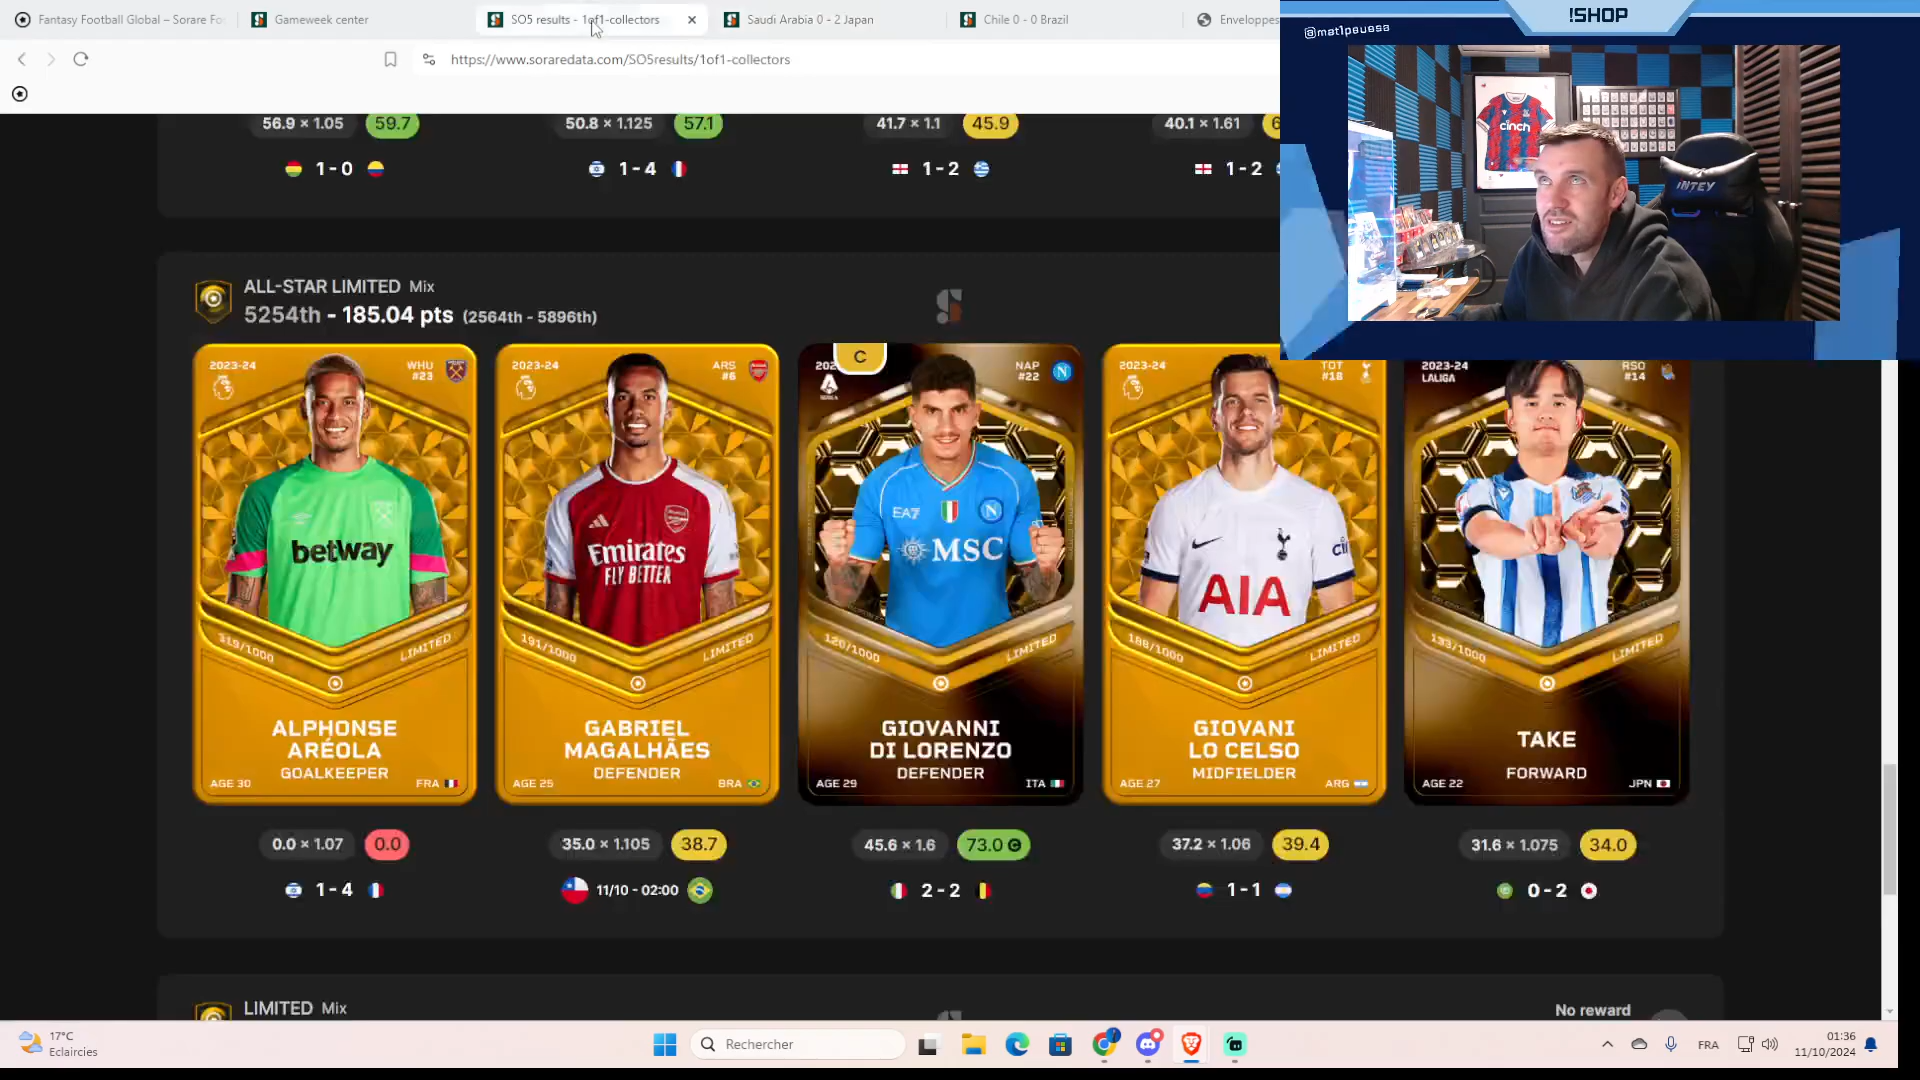 Fantasy Football Global – Sorare Fo
Gameweek center
SO5 results - 1of1-collectors
Saudi Arabia 0 - 2 Japan
Chile 0 - 0 Brazil
Enveloppes
https://www.soraredata.com/SO5results/1of1-collectors
!SHOP
@mat1pauesa
cinch
INTEY
56.9 × 1.05 59.7
50.8 × 1.125 57.1
41.7 × 1.1 45.9
40.1 × 1.61
1 - 0
1 - 4
1 - 2
1 - 2
ALL-STAR LIMITED Mix
5254th - 185.04 pts (2564th - 5896th)
2023-24 WHU #23
betway
319/1000 LIMITED
ALPHONSE
ARÉOLA
GOALKEEPER
AGE 30 FRA
0.0 × 1.07 0.0
1 - 4
2023-24 ARS #6
Emirates
FLY BETTER
191/1000 LIMITED
GABRIEL
MAGALHÃES
DEFENDER
AGE 25 BRA
35.0 × 1.105 38.7
11/10 - 02:00
C
NAP #22
EA7
MSC
120/1000 LIMITED
GIOVANNI
DI LORENZO
DEFENDER
AGE 29 ITA
45.6 × 1.6 73.0 C
2 - 2
2023-24 TOT #18
AIA
188/1000 LIMITED
GIOVANI
LO CELSO
MIDFIELDER
AGE 27 ARG
37.2 × 1.06 39.4
1 - 1
2023-24 RSO #14
LALIGA
133/1000 LIMITED
TAKE
FORWARD
AGE 22 JPN
31.6 × 1.075 34.0
0 - 2
LIMITED Mix
No reward
17°C
Eclaircies
Rechercher
FRA
01:36
11/10/2024